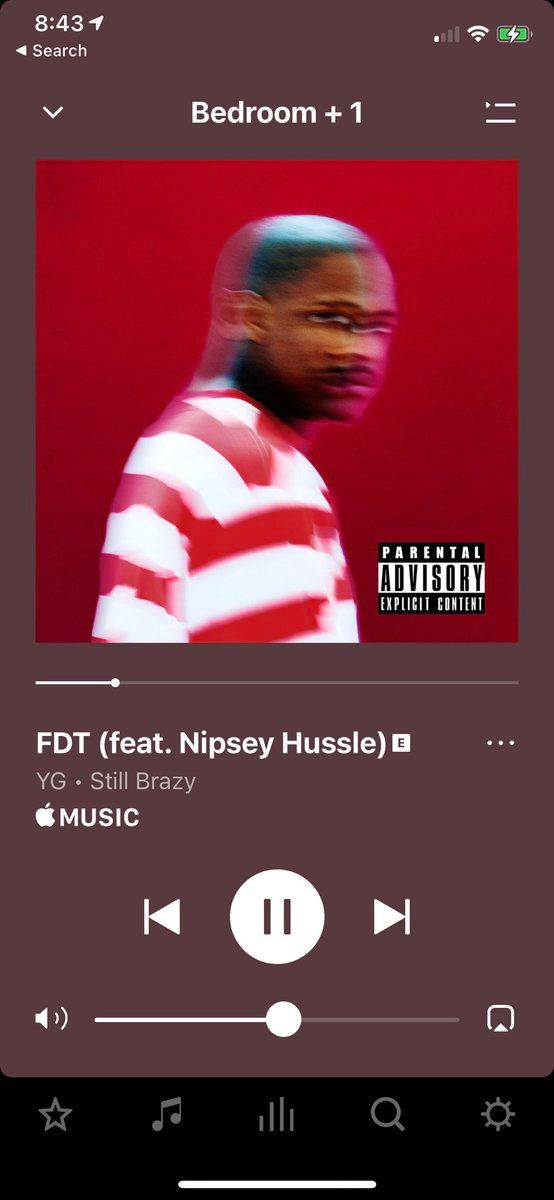 8:43
◀ Search
Bedroom + 1
PARENTAL
ADVISORY
EXPLICIT CONTENT
FDT (feat. Nipsey Hussle) E
YG • Still Brazy
MUSIC